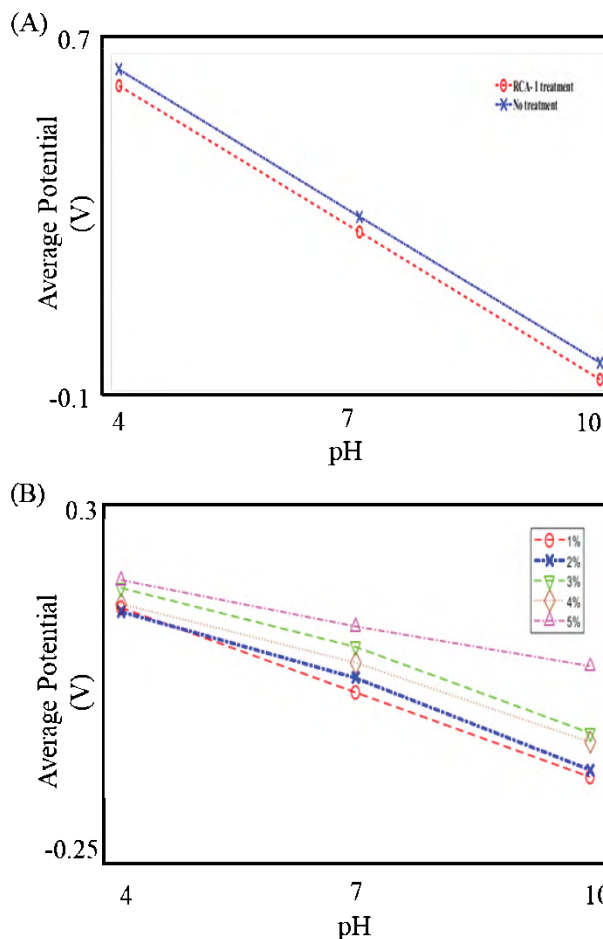 (A)
0.7
RCA- 1 treatment
No treatment
Average Potential
(V)
-0.1
4 7 10
pH
(B)
0.3
1%
2%
3%
4%
5%
Average Potential
(V)
-0.25
4 7 10
pH